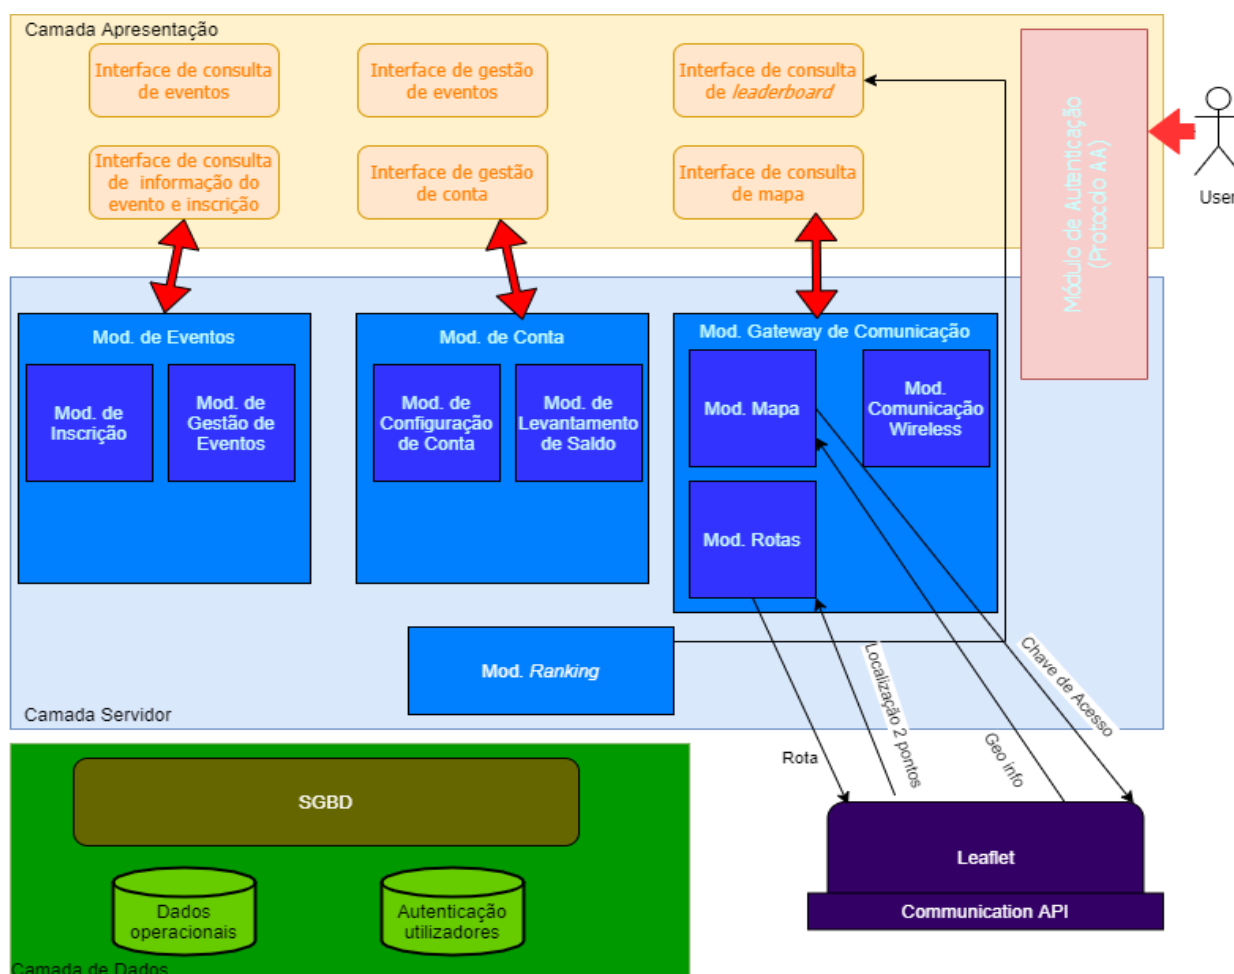 Camada Apresentação
Interface de consulta
de eventos
Interface de gestão
de eventos
Interface de consulta
de leaderboard
Interface de consulta
de informação do
evento e inscrição
Interface de gestão
de conta
Interface de consulta
de mapa
Módulo de Autenticação
(Protocolo AA)
User
Mod. de Eventos
Mod. de
Inscrição
Mod. de
Gestão de
Eventos
Mod. de Conta
Mod. de
Configuração
de Conta
Mod. de
Levantamento
de Saldo
Mod. Gateway de Comunicação
Mod. Mapa
Mod.
Comunicação
Wireless
Mod. Rotas
Mod. Ranking
Camada Servidor
Rota
Localização 2 pontos
Geo info
Chave de Acesso
SGBD
Dados
operacionais
Autenticação
utilizadores
Camada de Dados
Leaflet
Communication API